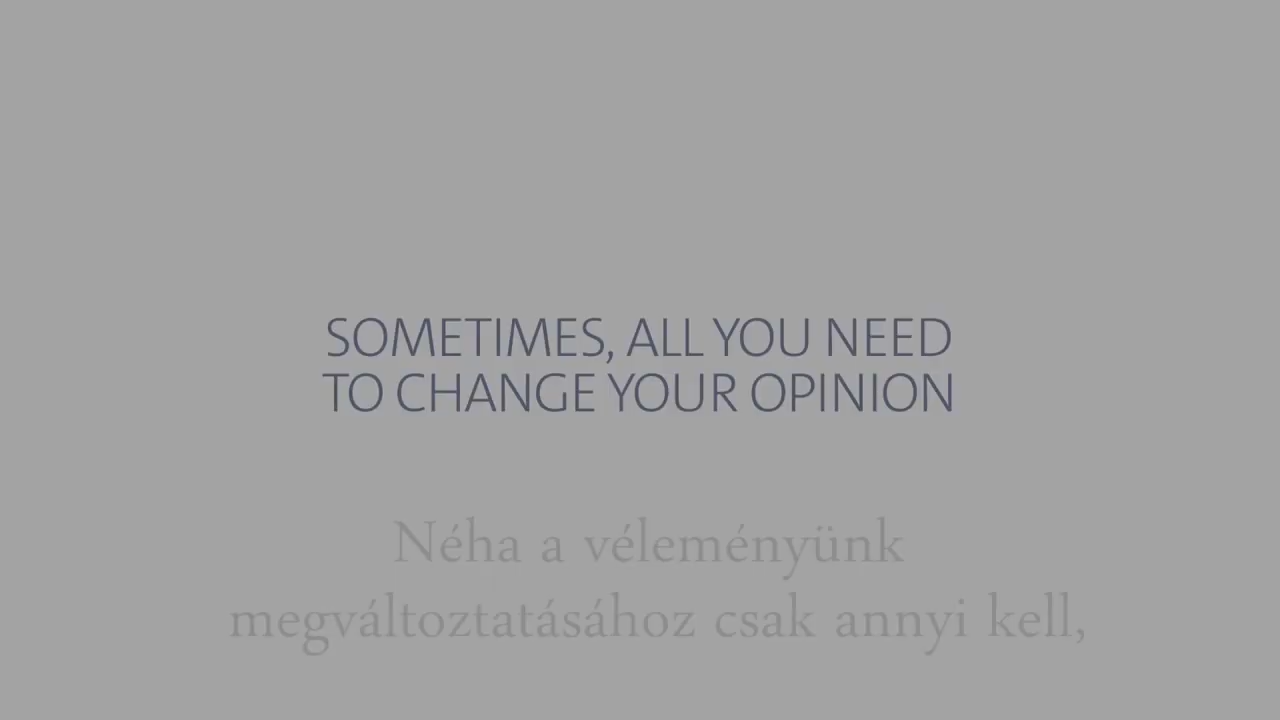 SOMETIMES, ALL YOU NEED
TO CHANGE YOUR OPINION
Néha a véleményünk
megváltoztatásához csak annyi kell,